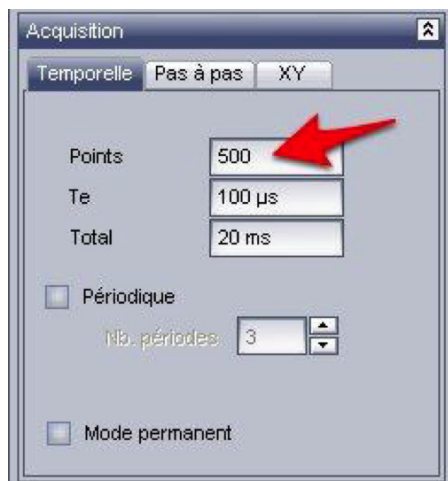 Acquisition
Temporelle Pas à pas XY
Points 500
Te 100 µs
Total 20 ms
Périodique
Nb. périodes 3
Mode permanent